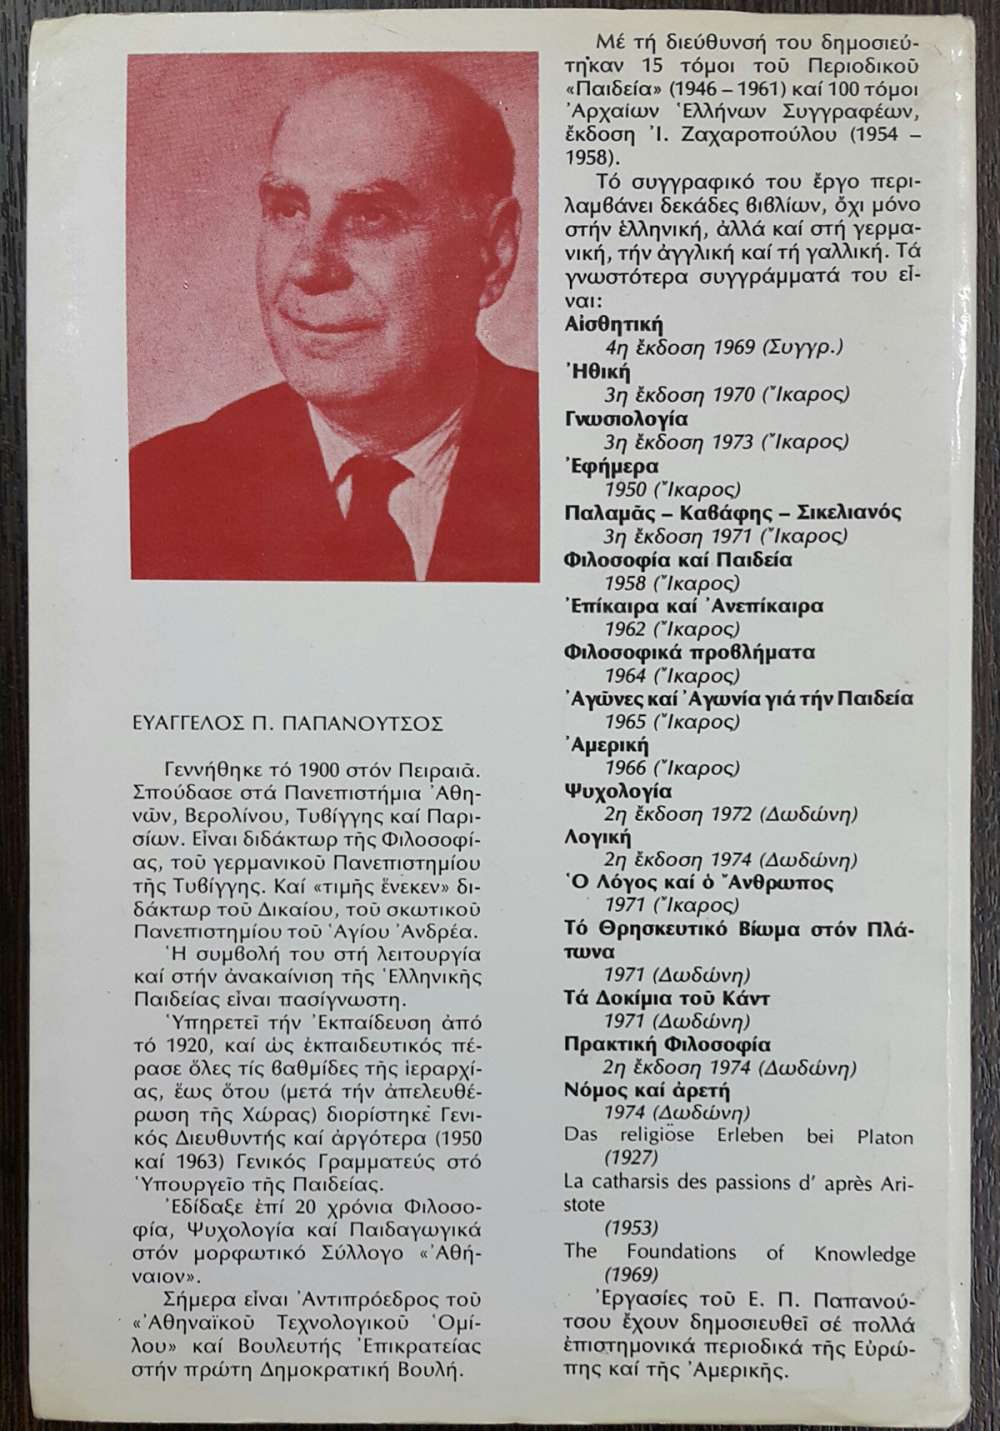 ΕΥΑΓΓΕΛΟΣ Π. ΠΑΠΑΝΟΥΤΣΟΣ
Γεννήθηκε τό 1900 στόν Πειραιᾶ.
Σπούδασε στά Πανεπιστήμια Ἀθη-
νῶν, Βερολίνου, Τυβίγγης καί Παρι-
σίων. Εἶναι διδάκτωρ τῆς Φιλοσοφί-
ας, τοῦ γερμανικοῦ Πανεπιστημίου
τῆς Τυβίγγης. Καί «τιμῆς ἕνεκεν» δι-
δάκτωρ τοῦ Δικαίου, τοῦ σκωτικοῦ
Πανεπιστημίου τοῦ Ἁγίου Ἀνδρέα.
Ἡ συμβολή του στή λειτουργία
καί στήν ἀνακαίνιση τῆς Ἑλληνικῆς
Παιδείας εἶναι πασίγνωστη.
Ὑπηρετεῖ τήν Ἐκπαίδευση ἀπό
τό 1920, καί ὡς ἐκπαιδευτικός πέ-
ρασε ὅλες τίς βαθμίδες τῆς ἱεραρχί-
ας, ἕως ὅτου (μετά τήν ἀπελευθέ-
ρωση τῆς Χώρας) διορίστηκε Γενι-
κός Διευθυντής καί ἀργότερα (1950
καί 1963) Γενικός Γραμματεύς στό
Ὑπουργεῖο τῆς Παιδείας.
Ἐδίδαξε ἐπί 20 χρόνια Φιλοσο-
φία, Ψυχολογία καί Παιδαγωγικά
στόν μορφωτικό Σύλλογο «Ἀθή-
ναιον».
Σήμερα εἶναι Ἀντιπρόεδρος τοῦ
«Ἀθηναϊκοῦ Τεχνολογικοῦ Ὁμί-
λου» καί Βουλευτής Ἐπικρατείας
στήν πρώτη Δημοκρατική Βουλή.
Μέ τή διεύθυνσή του δημοσιεύ-
τηκαν 15 τόμοι τοῦ Περιοδικοῦ
«Παιδεία» (1946 – 1961) καί 100 τόμοι
Ἀρχαίων Ἑλλήνων Συγγραφέων,
ἔκδοση Ἰ. Ζαχαροπούλου (1954 –
1958).
Τό συγγραφικό του ἔργο περι-
λαμβάνει δεκάδες βιβλίων, ὄχι μόνο
στήν ἑλληνική, ἀλλά καί στή γερμα-
νική, τήν ἀγγλική καί τή γαλλική. Τά
γνωστότερα συγγράμματά του εἶ-
ναι:
Αἰσθητική
4η ἔκδοση 1969 (Συγγρ.)
Ἠθική
3η ἔκδοση 1970 (Ἴκαρος)
Γνωσιολογία
3η ἔκδοση 1973 (Ἴκαρος)
Ἐφήμερα
1950 (Ἴκαρος)
Παλαμᾶς – Καβάφης – Σικελιανός
3η ἔκδοση 1971 (Ἴκαρος)
Φιλοσοφία καί Παιδεία
1958 (Ἴκαρος)
Ἐπίκαιρα καί Ἀνεπίκαιρα
1962 (Ἴκαρος)
Φιλοσοφικά προβλήματα
1964 (Ἴκαρος)
Ἀγῶνες καί Ἀγωνία γιά τήν Παιδεία
1965 (Ἴκαρος)
Ἀμερική
1966 (Ἴκαρος)
Ψυχολογία
2η ἔκδοση 1972 (Δωδώνη)
Λογική
2η ἔκδοση 1974 (Δωδώνη)
Ὁ Λόγος καί ὁ Ἄνθρωπος
1971 (Ἴκαρος)
Τό Θρησκευτικό Βίωμα στόν Πλά-
τωνα
1971 (Δωδώνη)
Τά Δοκίμια τοῦ Κάντ
1971 (Δωδώνη)
Πρακτική Φιλοσοφία
2η ἔκδοση 1974 (Δωδώνη)
Νόμος καί ἀρετή
1974 (Δωδώνη)
Das religiöse Erleben bei Platon
(1927)
La catharsis des passions d' après Ari-
stote
(1953)
The Foundations of Knowledge
(1969)
Ἐργασίες τοῦ Ε. Π. Παπανού-
τσου ἔχουν δημοσιευθεῖ σέ πολλά
ἐπιστημονικά περιοδικά τῆς Εὐρώ-
πης καί τῆς Ἀμερικῆς.